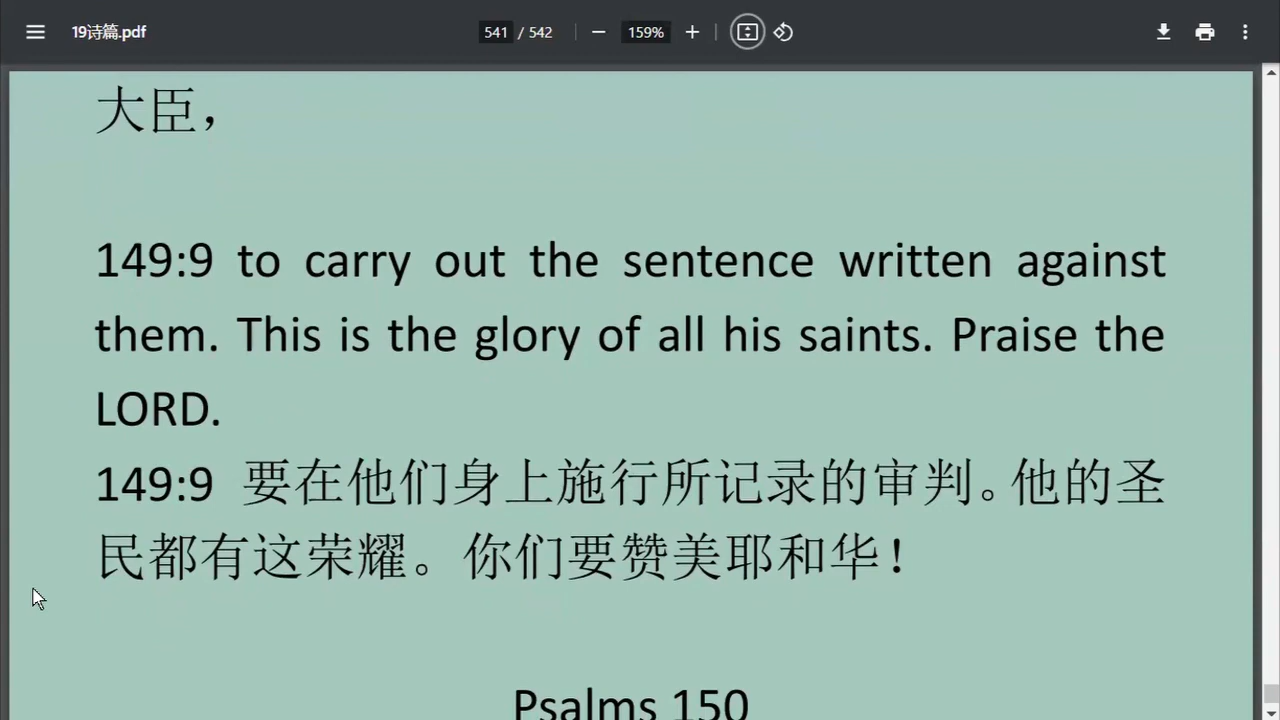 19诗篇.pdf
541 / 542
159%
大臣，
149:9 to carry out the sentence written against
them. This is the glory of all his saints. Praise the
LORD.
149:9 要在他们身上施行所记录的审判。他的圣
民都有这荣耀。你们要赞美耶和华！
Psalms 150